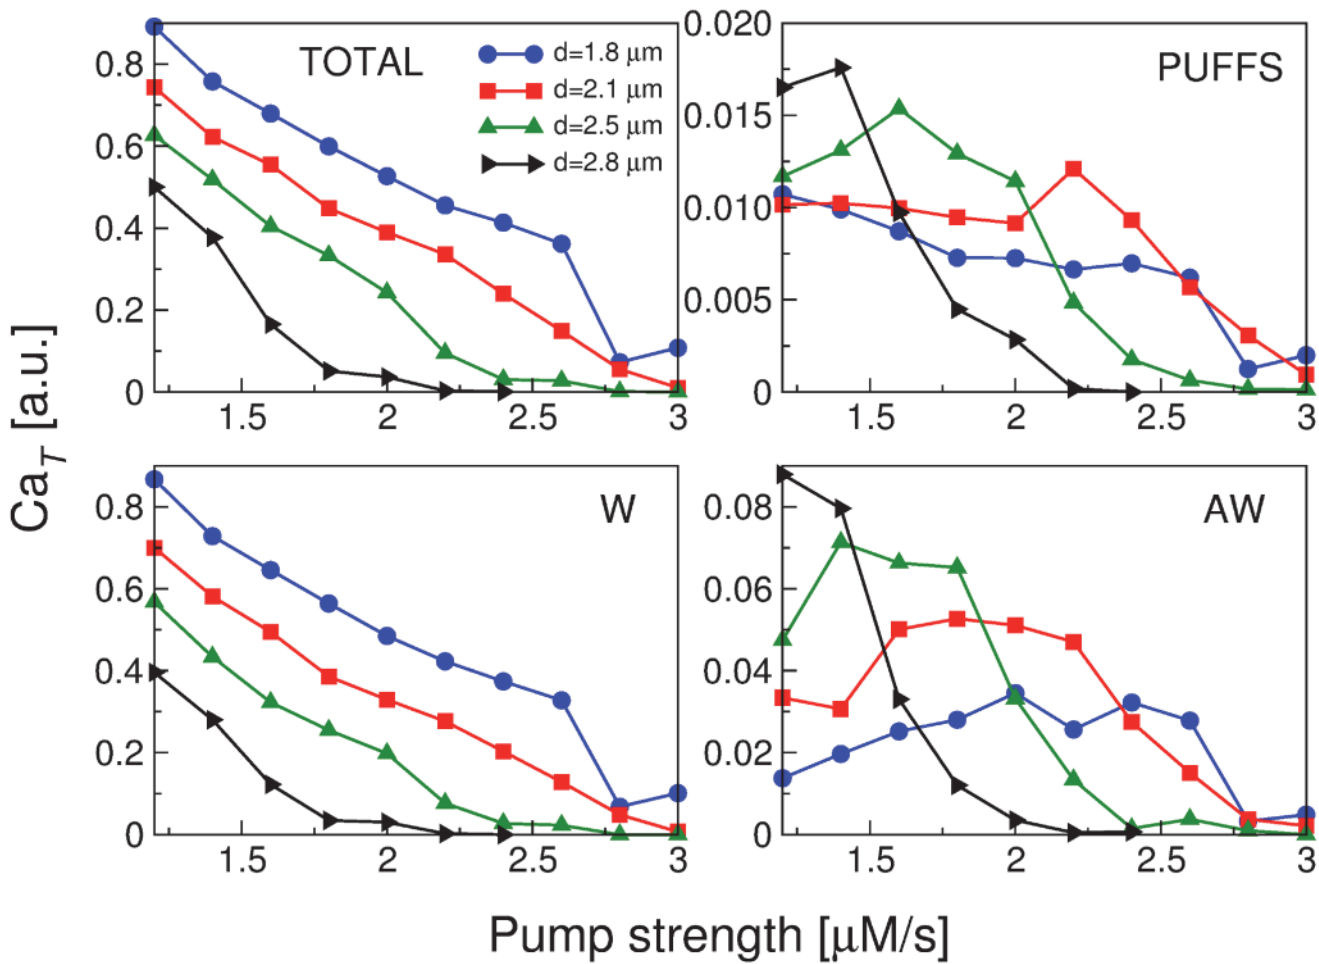 TOTAL
d=1.8 μm
d=2.1 μm
d=2.5 μm
d=2.8 μm
0.8
0.6
0.4
0.2
0
1.5 2 2.5 3
PUFFS
0.020
0.015
0.010
0.005
0
1.5 2 2.5 3
W
0.8
0.6
0.4
0.2
0
1.5 2 2.5 3
AW
0.08
0.06
0.04
0.02
0
1.5 2 2.5 3
Ca_T [a.u.]
Pump strength [μM/s]